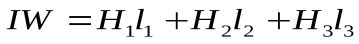 IW = H₁l₁ + H₂l₂ + H₃l₃